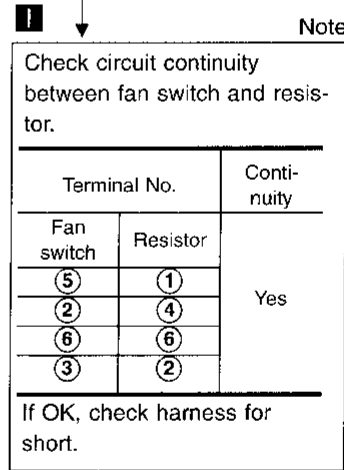 I
Note
Check circuit continuity
between fan switch and resis-
tor.
Terminal No.
Conti-
nuity
Fan
switch
Resistor
⑤ ①
② ④
⑥ ⑥
③ ②
Yes
If OK, check harness for
short.